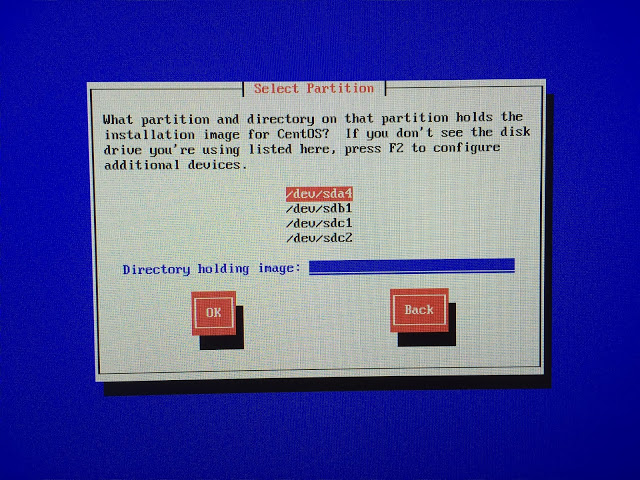 Select Partition
What partition and directory on that partition holds the
installation image for CentOS?  If you don't see the disk
drive you're using listed here, press F2 to configure
additional devices.
/dev/sda4
/dev/sdb1
/dev/sdc1
/dev/sdc2
Directory holding image:
OK
Back